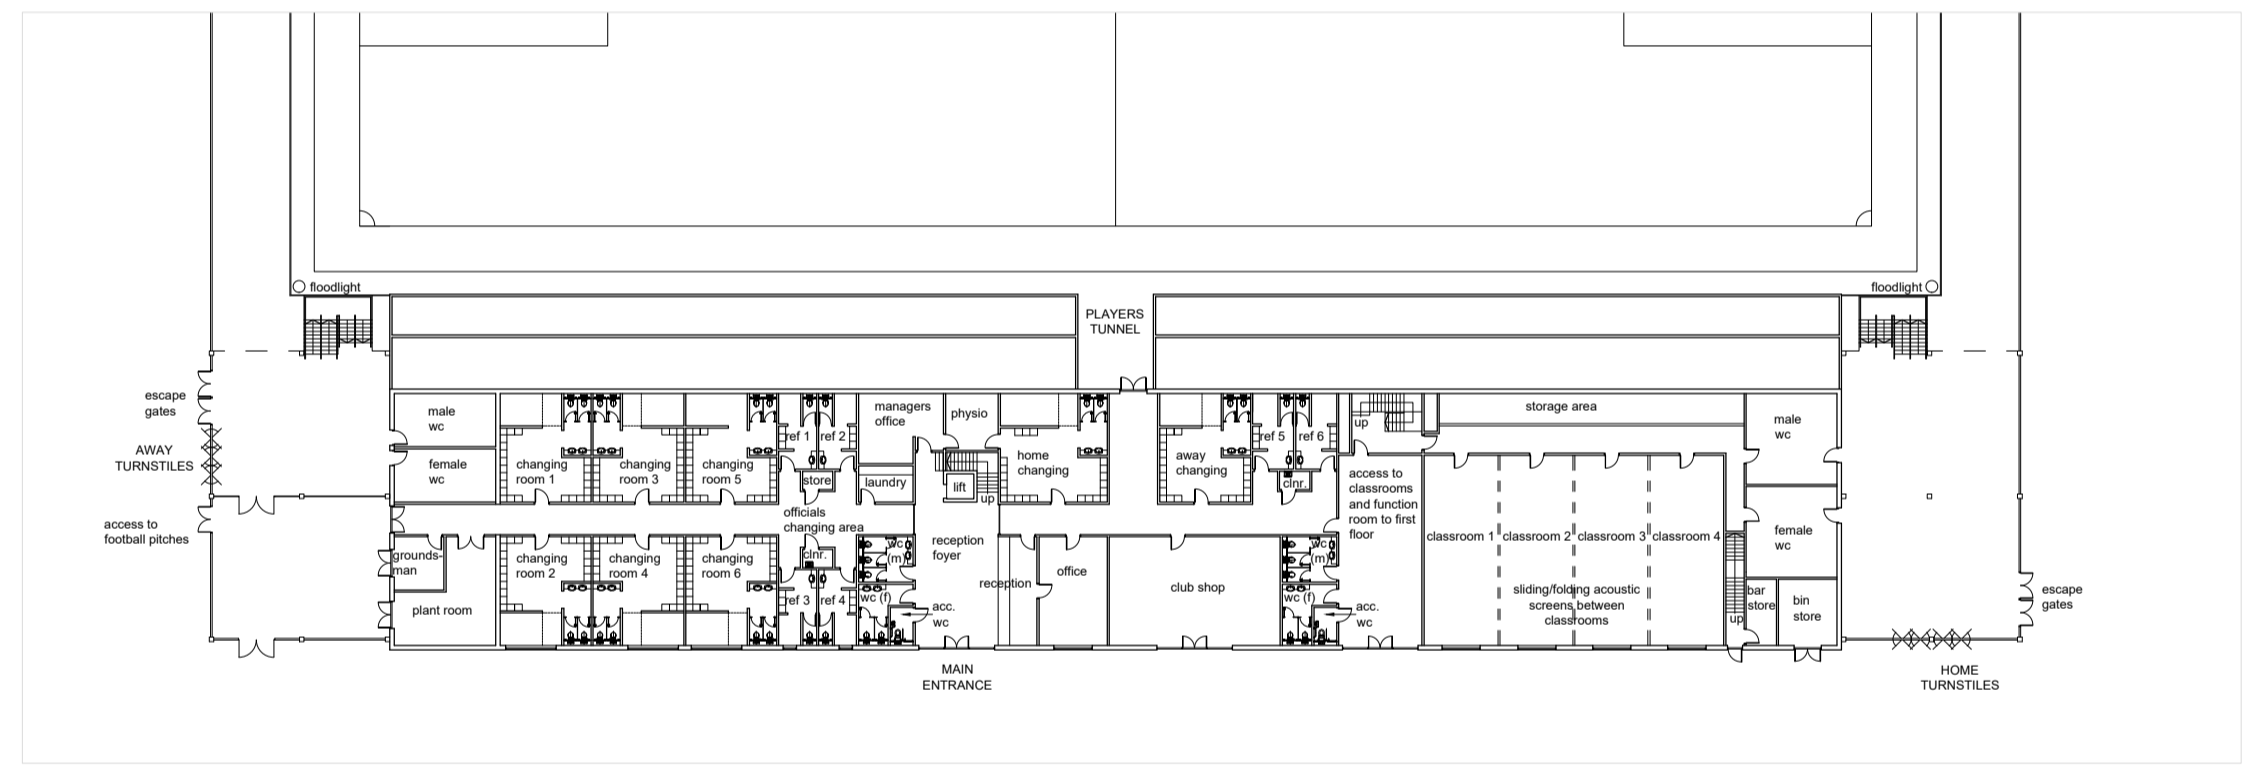 floodlight
floodlight
PLAYERS
TUNNEL
escape
gates
AWAY
TURNSTILES
access to
football pitches
male
wc
female
wc
changing
room 1
changing
room 3
changing
room 5
ref 1
ref 2
store
managers
office
laundry
physio
lift
up
home
changing
away
changing
ref 5
ref 6
clnr.
up
storage area
male
wc
officials
changing area
access to
classrooms
and function
room to first
floor
grounds-
man
plant room
changing
room 2
changing
room 4
changing
room 6
clnr.
ref 3
ref 4
wc
(m)
wc (f)
acc.
wc
reception
foyer
reception
office
club shop
wc
(m)
wc (f)
acc.
wc
classroom 1
classroom 2
classroom 3
classroom 4
sliding/folding acoustic
screens between
classrooms
up
female
wc
bar
store
bin
store
escape
gates
MAIN
ENTRANCE
HOME
TURNSTILES